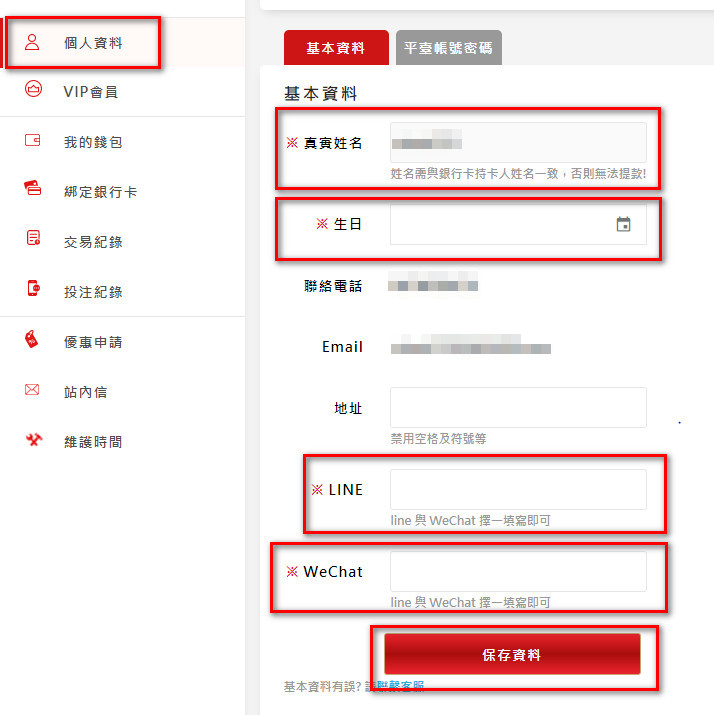 個人資料
VIP會員
我的錢包
綁定銀行卡
交易紀錄
投注紀錄
優惠申請
站內信
維護時間
基本資料
平臺帳號密碼
基本資料
※ 真實姓名
姓名需與銀行卡持卡人姓名一致，否則無法提款!
※ 生日
聯絡電話
Email
地址
禁用空格及符號等
※ LINE
line 與 WeChat 擇一填寫即可
※ WeChat
line 與 WeChat 擇一填寫即可
保存資料
基本資料有誤? 請聯繫客服